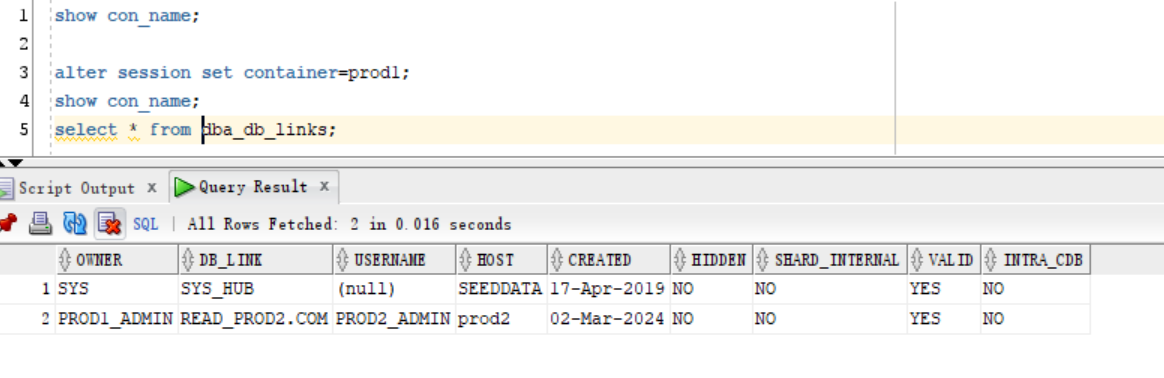 1 show con_name;
2
3 alter session set container=prod1;
4 show con_name;
5 select * from dba_db_links;
Script Output x Query Result x
SQL | All Rows Fetched: 2 in 0.016 seconds
OWNER DB_LINK USERNAME HOST CREATED HIDDEN SHARD_INTERNAL VALID INTRA_CDB
1 SYS SYS_HUB (null) SEEDDATA 17-Apr-2019 NO NO YES NO
2 PROD1_ADMIN READ_PROD2.COM PROD2_ADMIN prod2 02-Mar-2024 NO NO YES NO